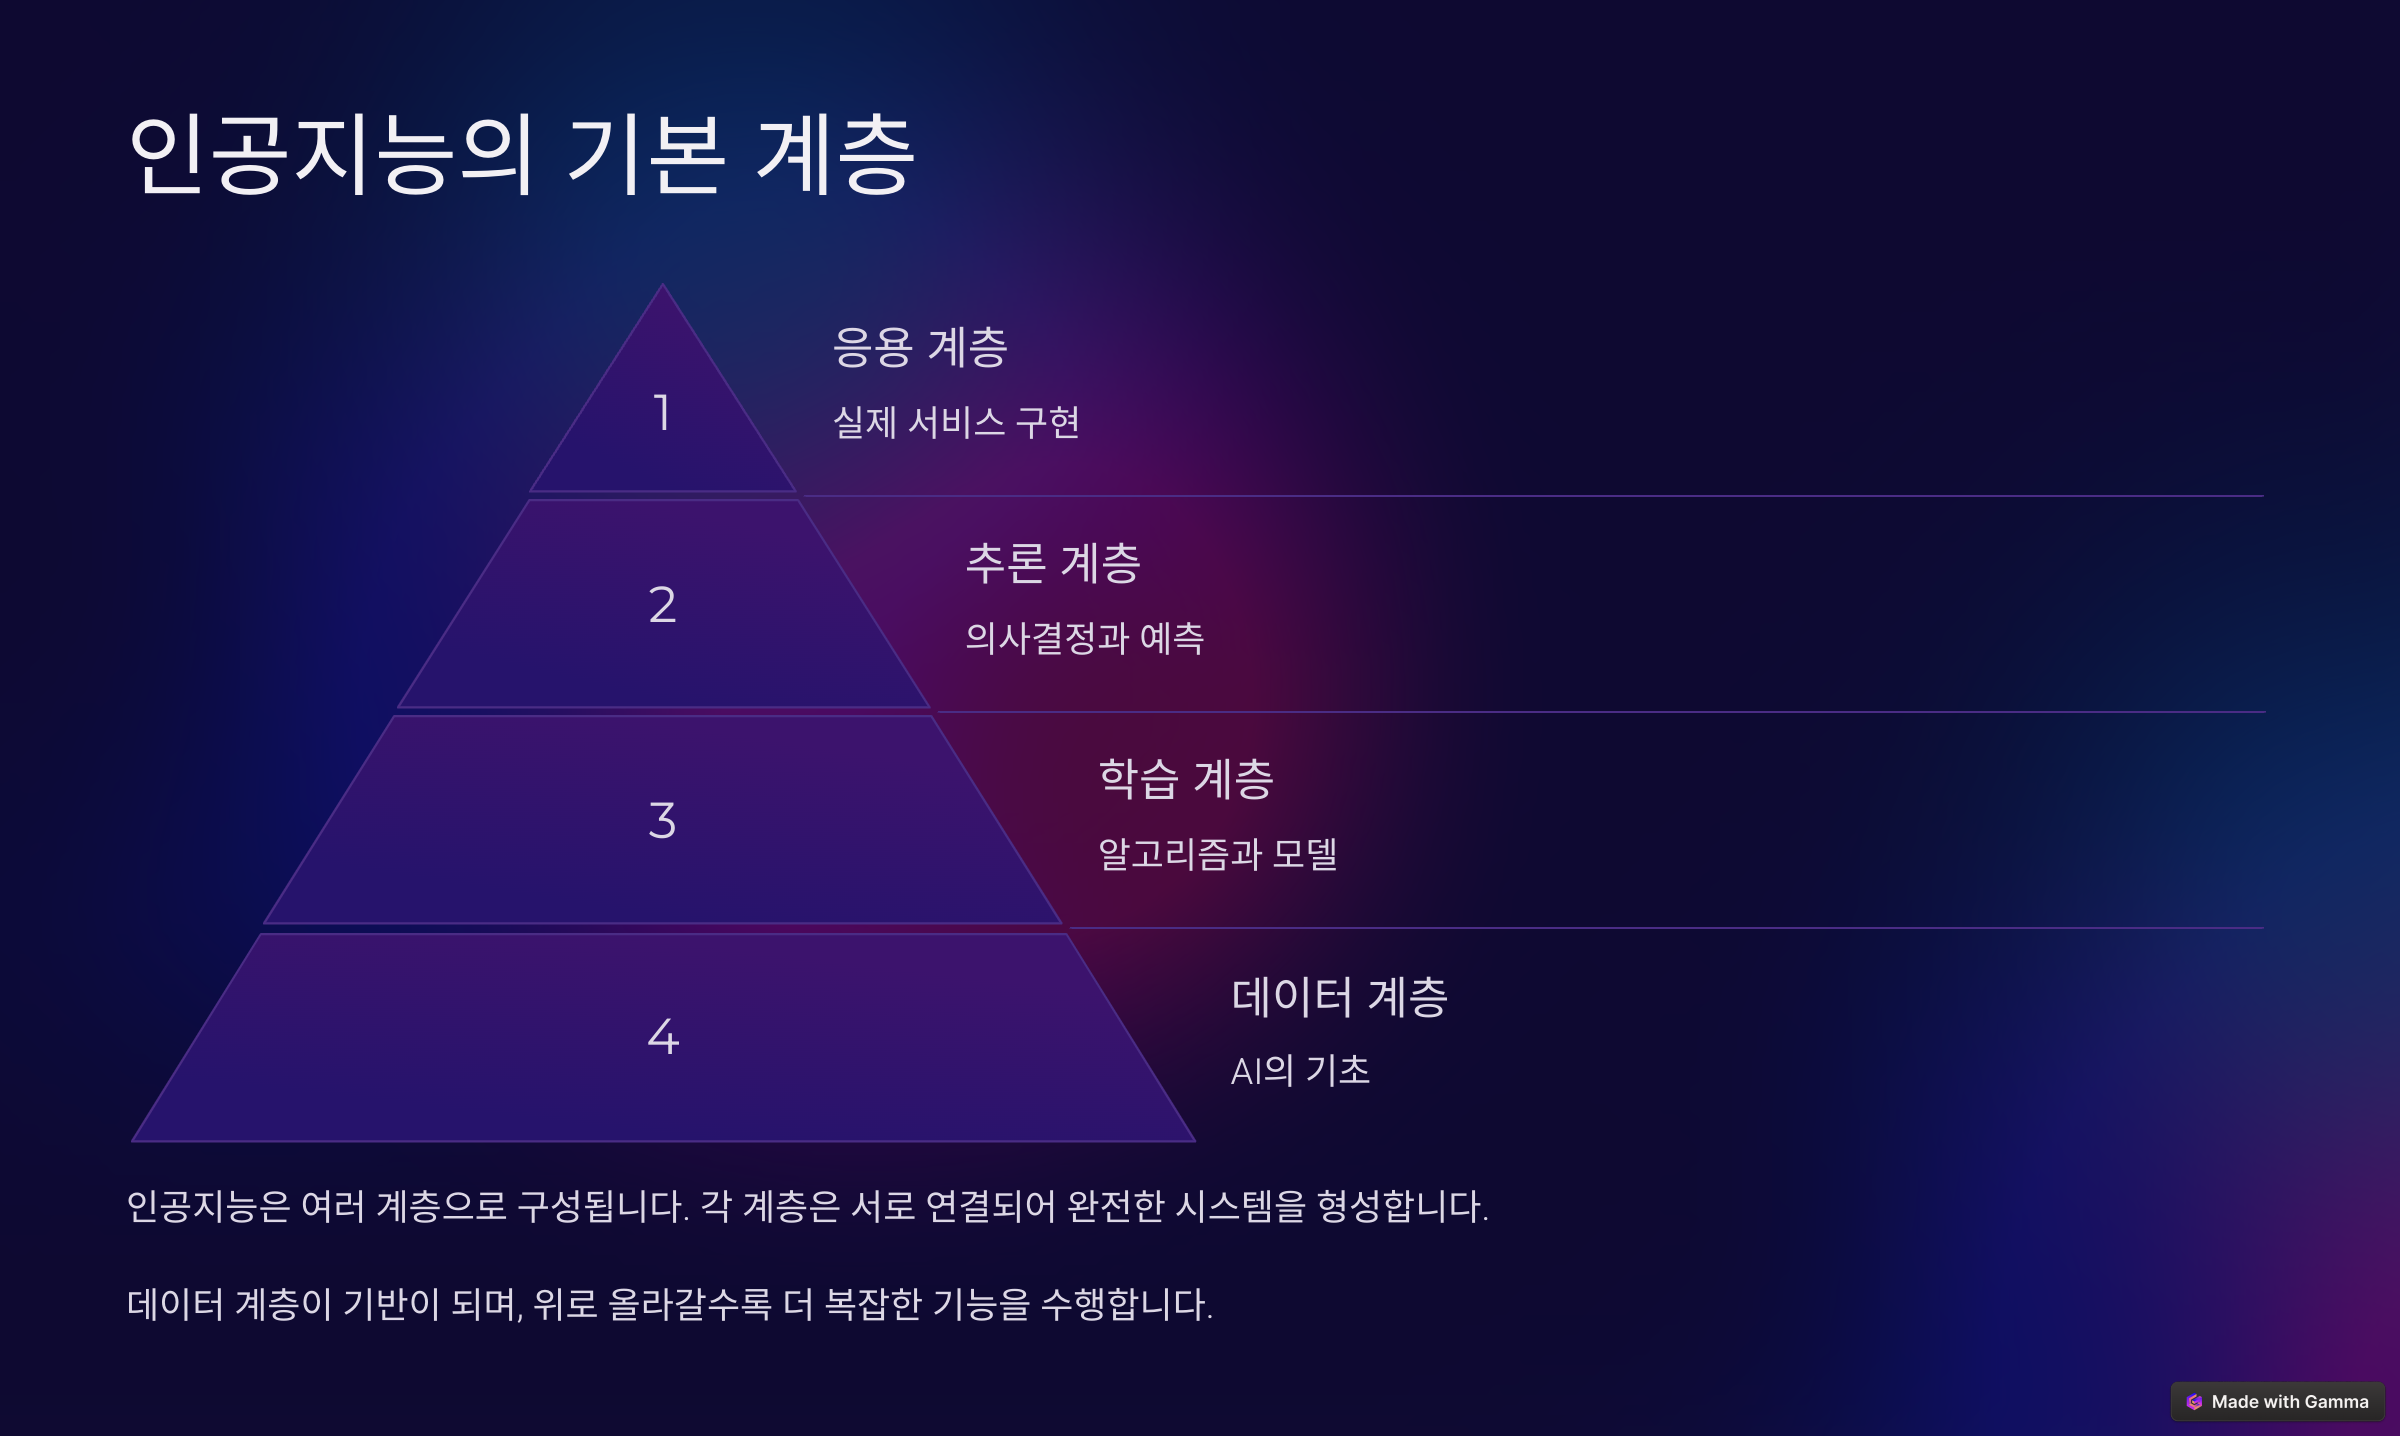 인공지능의 기본 계층
1
응용 계층
실제 서비스 구현
2
추론 계층
의사결정과 예측
3
학습 계층
알고리즘과 모델
4
데이터 계층
AI의 기초
인공지능은 여러 계층으로 구성됩니다. 각 계층은 서로 연결되어 완전한 시스템을 형성합니다.
데이터 계층이 기반이 되며, 위로 올라갈수록 더 복잡한 기능을 수행합니다.
Made with Gamma